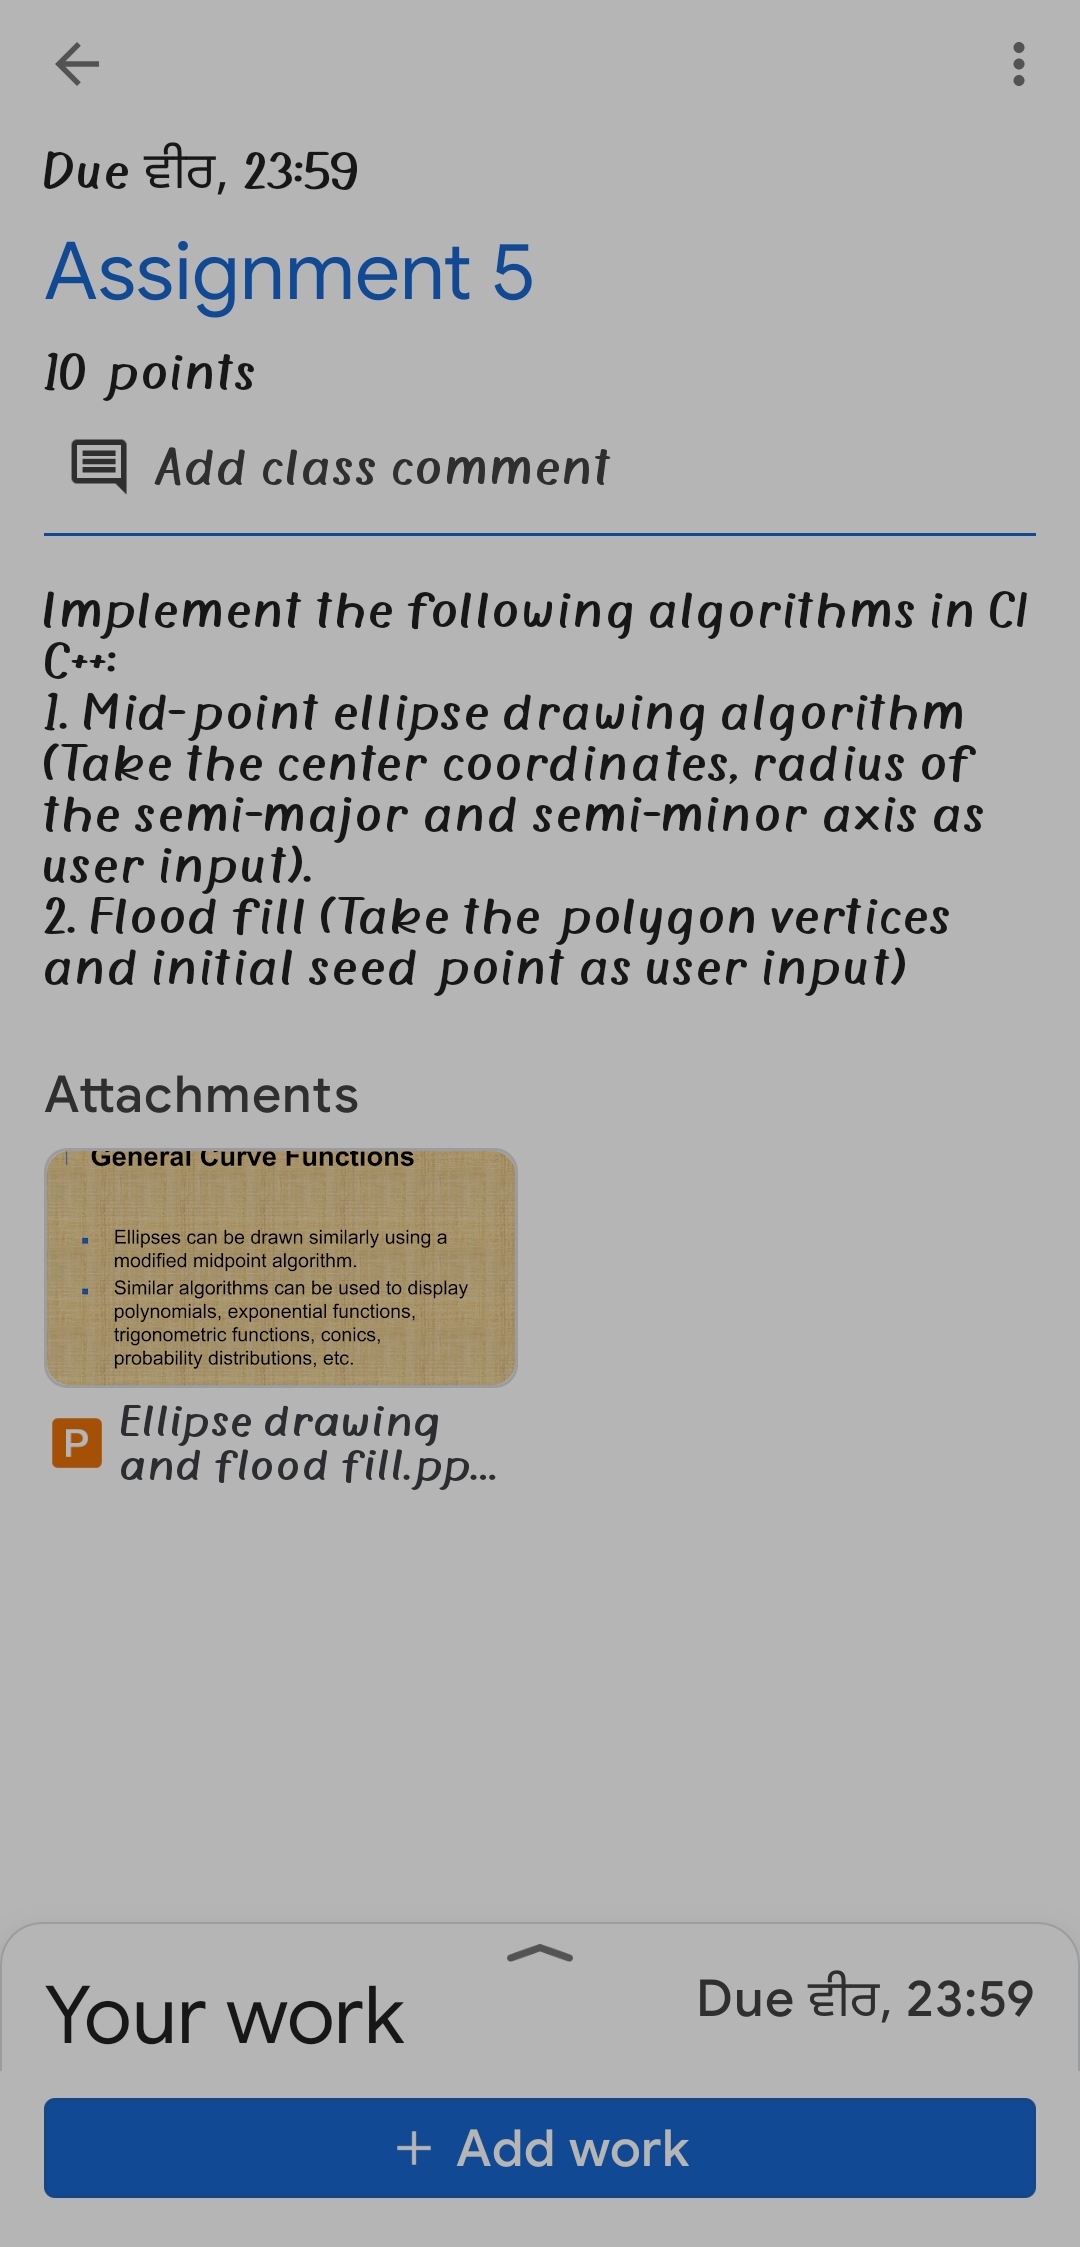 Due ਵੀਰ, 23:59
Assignment 5
10 points
Add class comment
Implement the following algorithms in C/
C++:
1. Mid-point ellipse drawing algorithm
(Take the center coordinates, radius of
the semi-major and semi-minor axis as
user input).
2. Flood fill (Take the polygon vertices
and initial seed point as user input)
Attachments
General Curve Functions
Ellipses can be drawn similarly using a
modified midpoint algorithm.
Similar algorithms can be used to display
polynomials, exponential functions,
trigonometric functions, conics,
probability distributions, etc.
P
Ellipse drawing
and flood fill.pp...
Your work
Due ਵੀਰ, 23:59
+ Add work